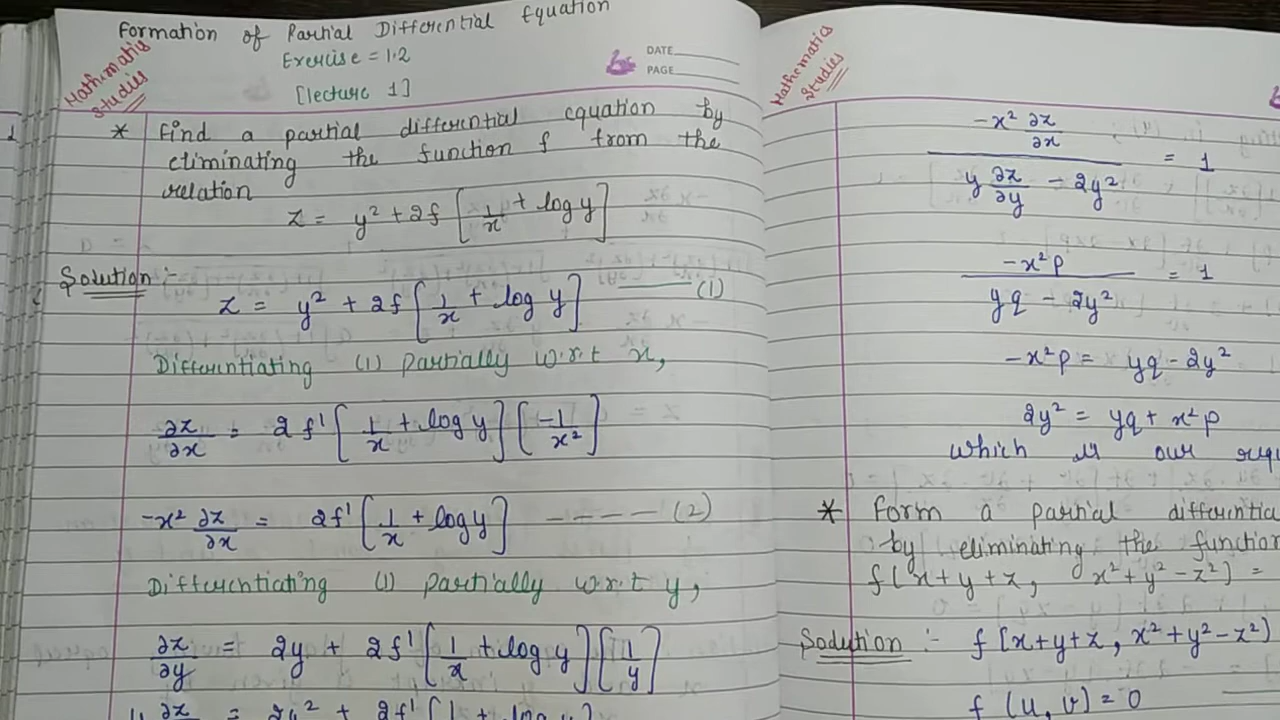 Formation of Partial Differential Equation
Exercise = 1.2
[lecture 1]
DATE
PAGE
Mathematics
Studies
* Find a partial differential equation by
eliminating the function f from the
relation
z = y² + 2f [1/x + log y]
Solution :-
z = y² + 2f [1/x + log y] ——— (1)
Differentiating (1) partially w.r.t x,
∂z/∂x = 2f' [1/x + log y] [-1/x²]
-x² ∂z/∂x = 2f' [1/x + log y] ---- (2)
Differentiating (1) partially w.r.t y,
∂z/∂y = 2y + 2f' [1/x + log y] [1/y]
y ∂z = 2y² + 2f' [1 + log y]
Mathematics
Studies
(-x² ∂z/∂x) / (y ∂z/∂y - 2y²) = 1
(-x²p) / (yq - 2y²) = 1
-x²p = yq - 2y²
2y² = yq + x²p
which is our
* Form a partial
by eliminating the
f(x+y+z, x²+y²-z²) =
Solution :- f[x+y+z, x²+y²-z²)
f (u, v) = 0